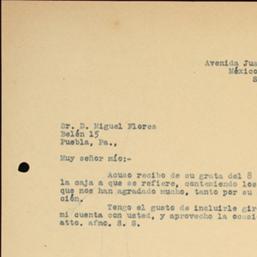 Avenida Jua
México
S
Sr. D. Miguel Flores
Belén 15
Puebla, Pa.,
Muy señor mío:-
Acuso recibo de su grata del 8
la caja a que se refiere, conteniendo los
que nos han agradado mucho, tanto por su
ción.
Tengo el gusto de incluirle gir
mi cuenta con usted, y aprovecho la ocasi
atto. afmo. S. S.